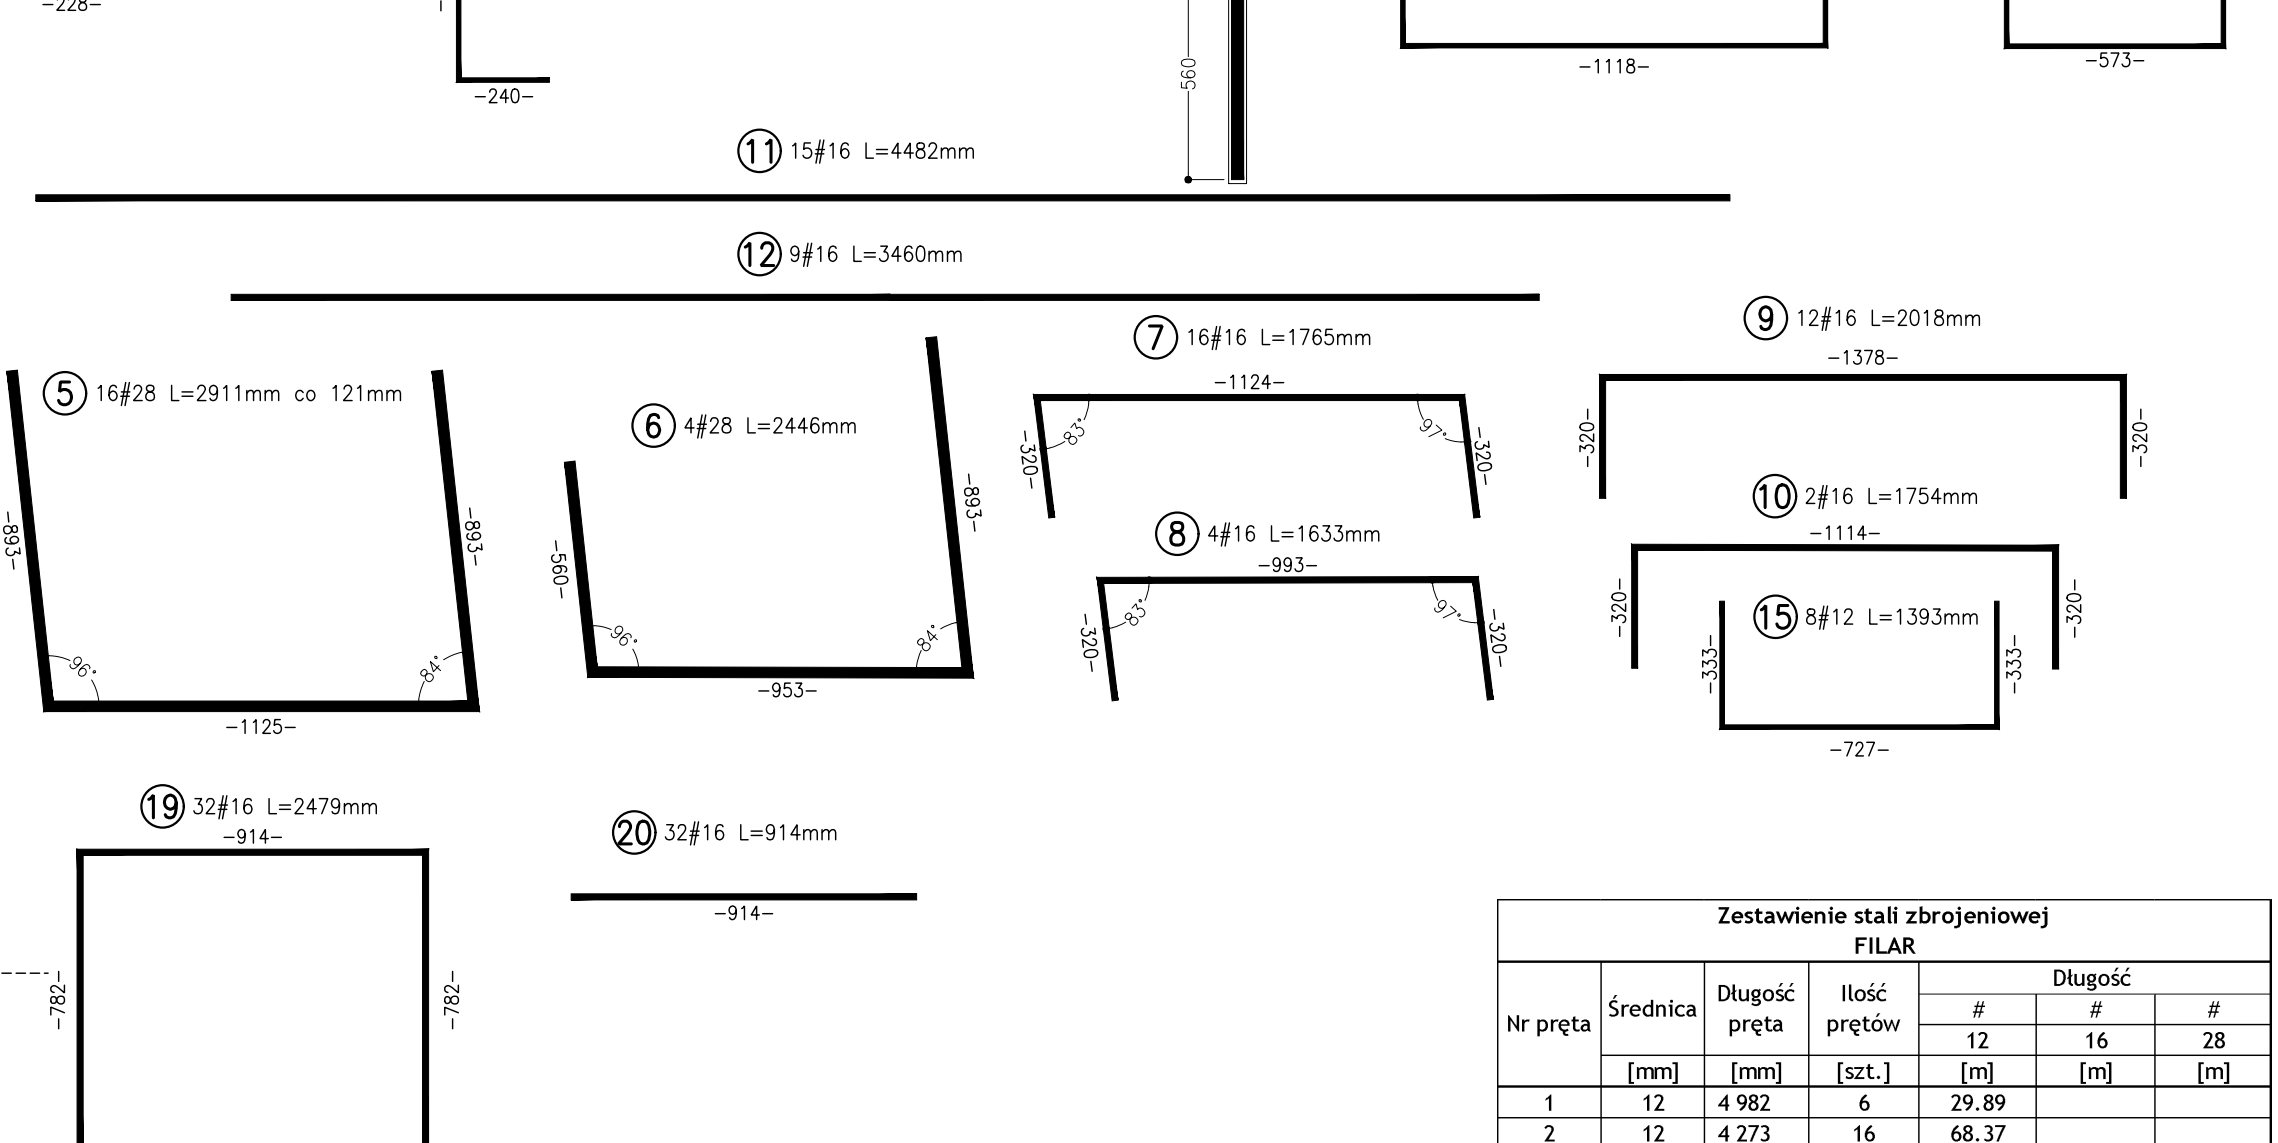 -228-
-240-
560
-1118-
-573-
11 15#16 L=4482mm
12 9#16 L=3460mm
5 16#28 L=2911mm co 121mm
-893-
-893-
96°
84°
-1125-
6 4#28 L=2446mm
-560-
-893-
96°
84°
-953-
7 16#16 L=1765mm
-1124-
83°
97°
-320-
-320-
8 4#16 L=1633mm
-993-
83°
97°
-320-
-320-
9 12#16 L=2018mm
-1378-
-320-
-320-
10 2#16 L=1754mm
-1114-
-320-
-320-
15 8#12 L=1393mm
-333-
-333-
-727-
19 32#16 L=2479mm
-914-
-782-
-782-
20 32#16 L=914mm
-914-
Zestawienie stali zbrojeniowej
FILAR
Nr pręta Średnica Długość pręta Ilość prętów Długość
# # #
12 16 28
[mm] [mm] [szt.] [m] [m] [m]
1 12 4 982 6 29.89
2 12 4 273 16 68.37